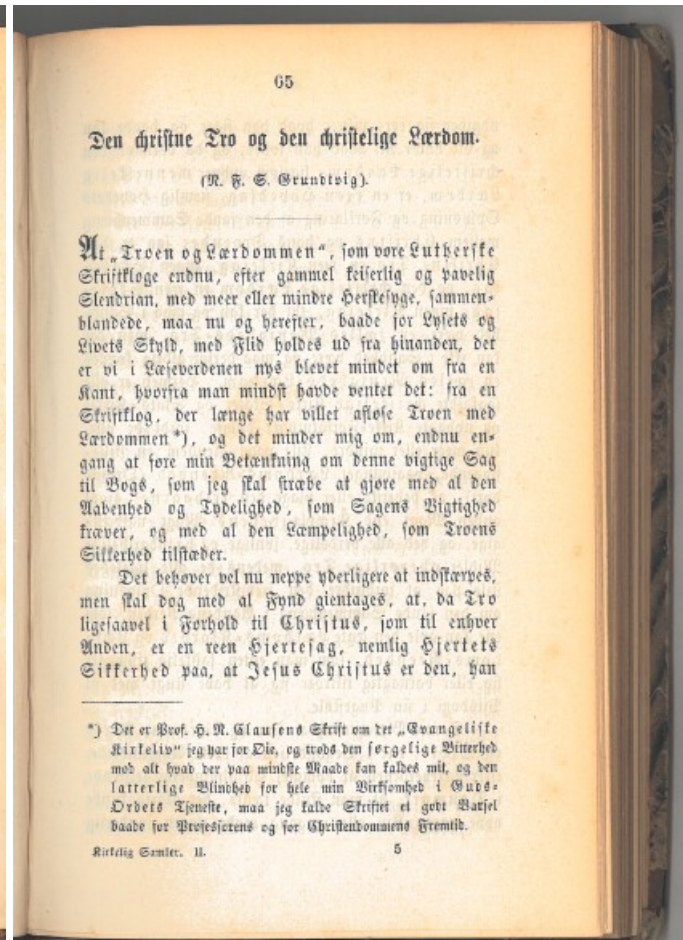 65
Den christne Tro og den christelige Lærdom.
(N. F. S. Grundtvig).
At „Troen og Lærdommen“, som vore Lutherske
Skriftkloge endnu, efter gammel keiserlig og pavelig
Slendrian, med meer eller mindre Herskesyge, sammen-
blandede, maa nu og herefter, baade for Lysets og
Livets Skyld, med Flid holdes ud fra hinanden, det
er vi i Læseverdenen nys blevet mindet om fra en
Kant, hvorfra man mindst havde ventet det: fra en
Skriftklog, der længe har villet afløse Troen med
Lærdommen*), og det minder mig om, endnu en-
gang at føre min Betænkning om denne vigtige Sag
til Bogs, som jeg skal stræbe at gjøre med al den
Aabenhed og Tydelighed, som Sagens Vigtighed
kræver, og med al den Læmpelighed, som Troens
Sikkerhed tilstæder.
Det behøver vel nu neppe yderligere at indskærpes,
men skal dog med al Fynd gientages, at, da Tro
ligesaavel i Forhold til Christus, som til enhver
Anden, er en reen Hjertesag, nemlig Hjertets
Sikkerhed paa, at Jesus Christus er den, han
*) Det er Prof. H. N. Clausens Skrift om det „Evangeliske
Kirkeliv“ jeg har for Øie, og trods den sørgelige Bitterhed
mod alt hvad der paa mindste Maade kan kaldes mit, og den
latterlige Blindhed for hele min Virksomhed i Guds-
Ordets Tjeneste, maa jeg kalde Skriftet et godt Varsel
baade for Professorens og for Christendommens Fremtid.
Kirkelig Samler. II. 5